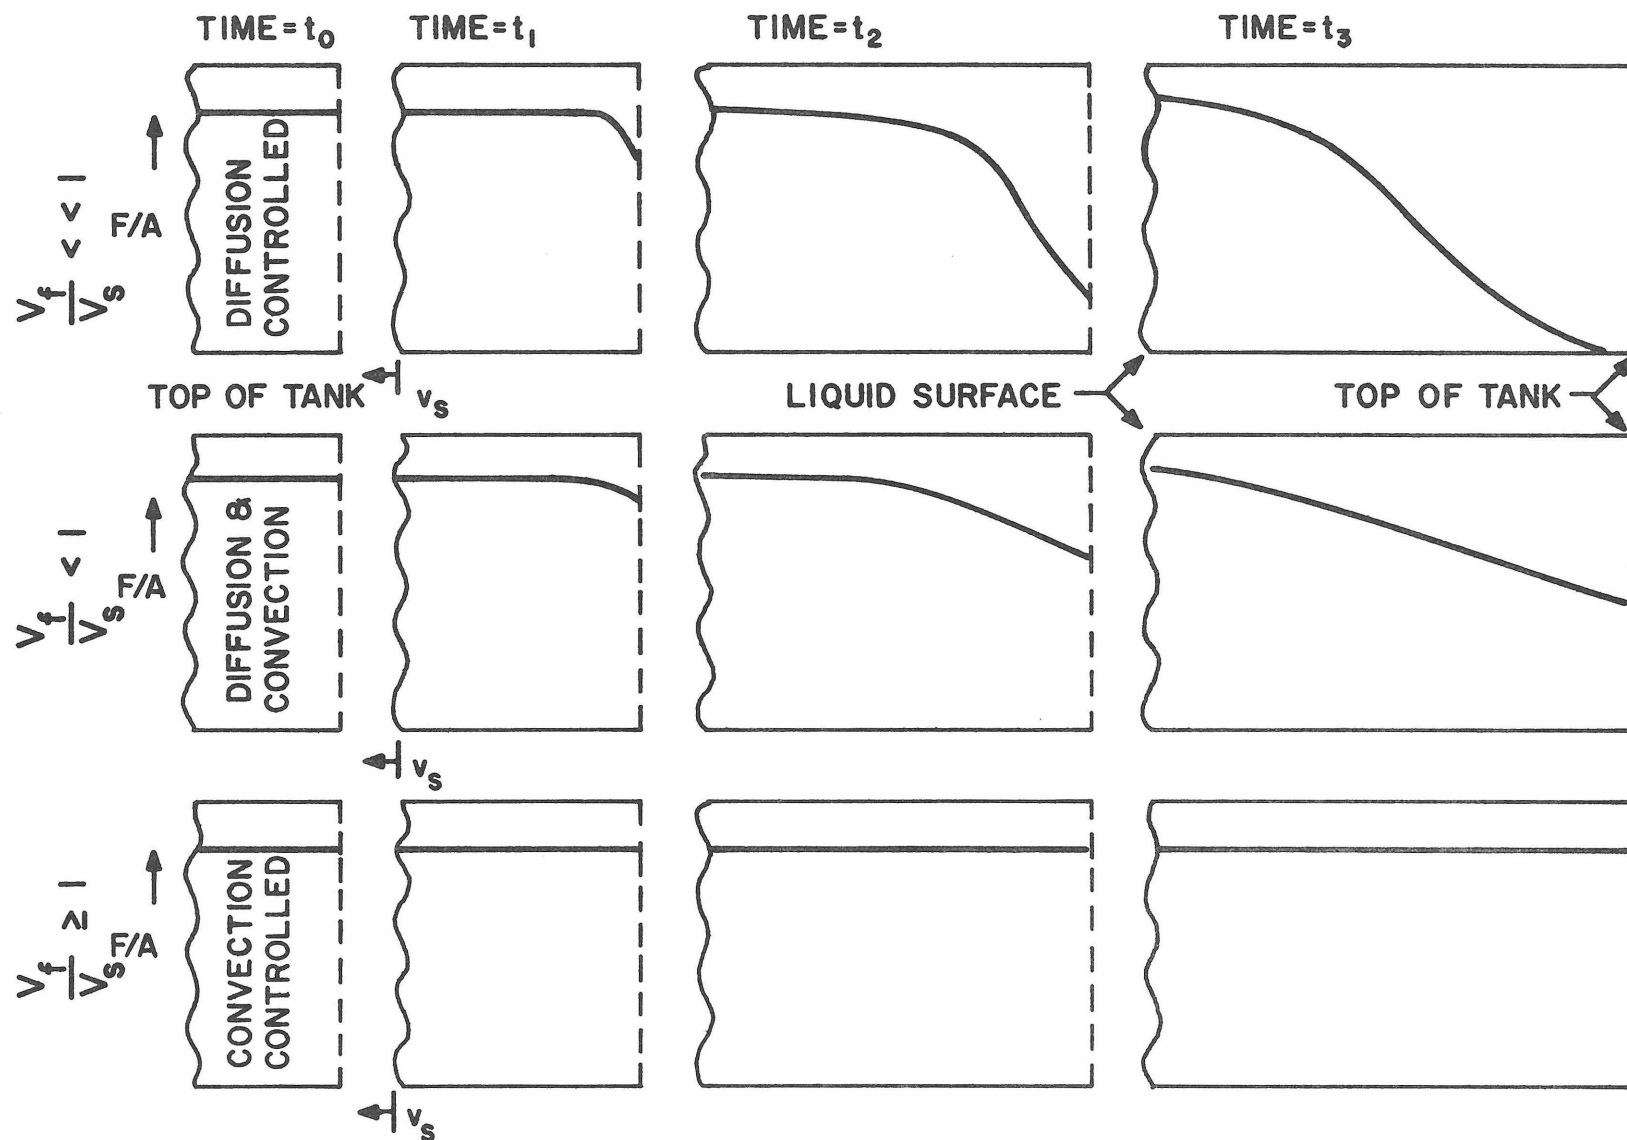 TIME=t₀ TIME=t₁ TIME=t₂ TIME=t₃
Vf/Vs << 1
F/A
DIFFUSION
CONTROLLED
TOP OF TANK
vₛ
LIQUID SURFACE
TOP OF TANK
Vf/Vs < 1
F/A
DIFFUSION &
CONVECTION
vₛ
Vf/Vs ≥ 1
F/A
CONVECTION
CONTROLLED
vₛ